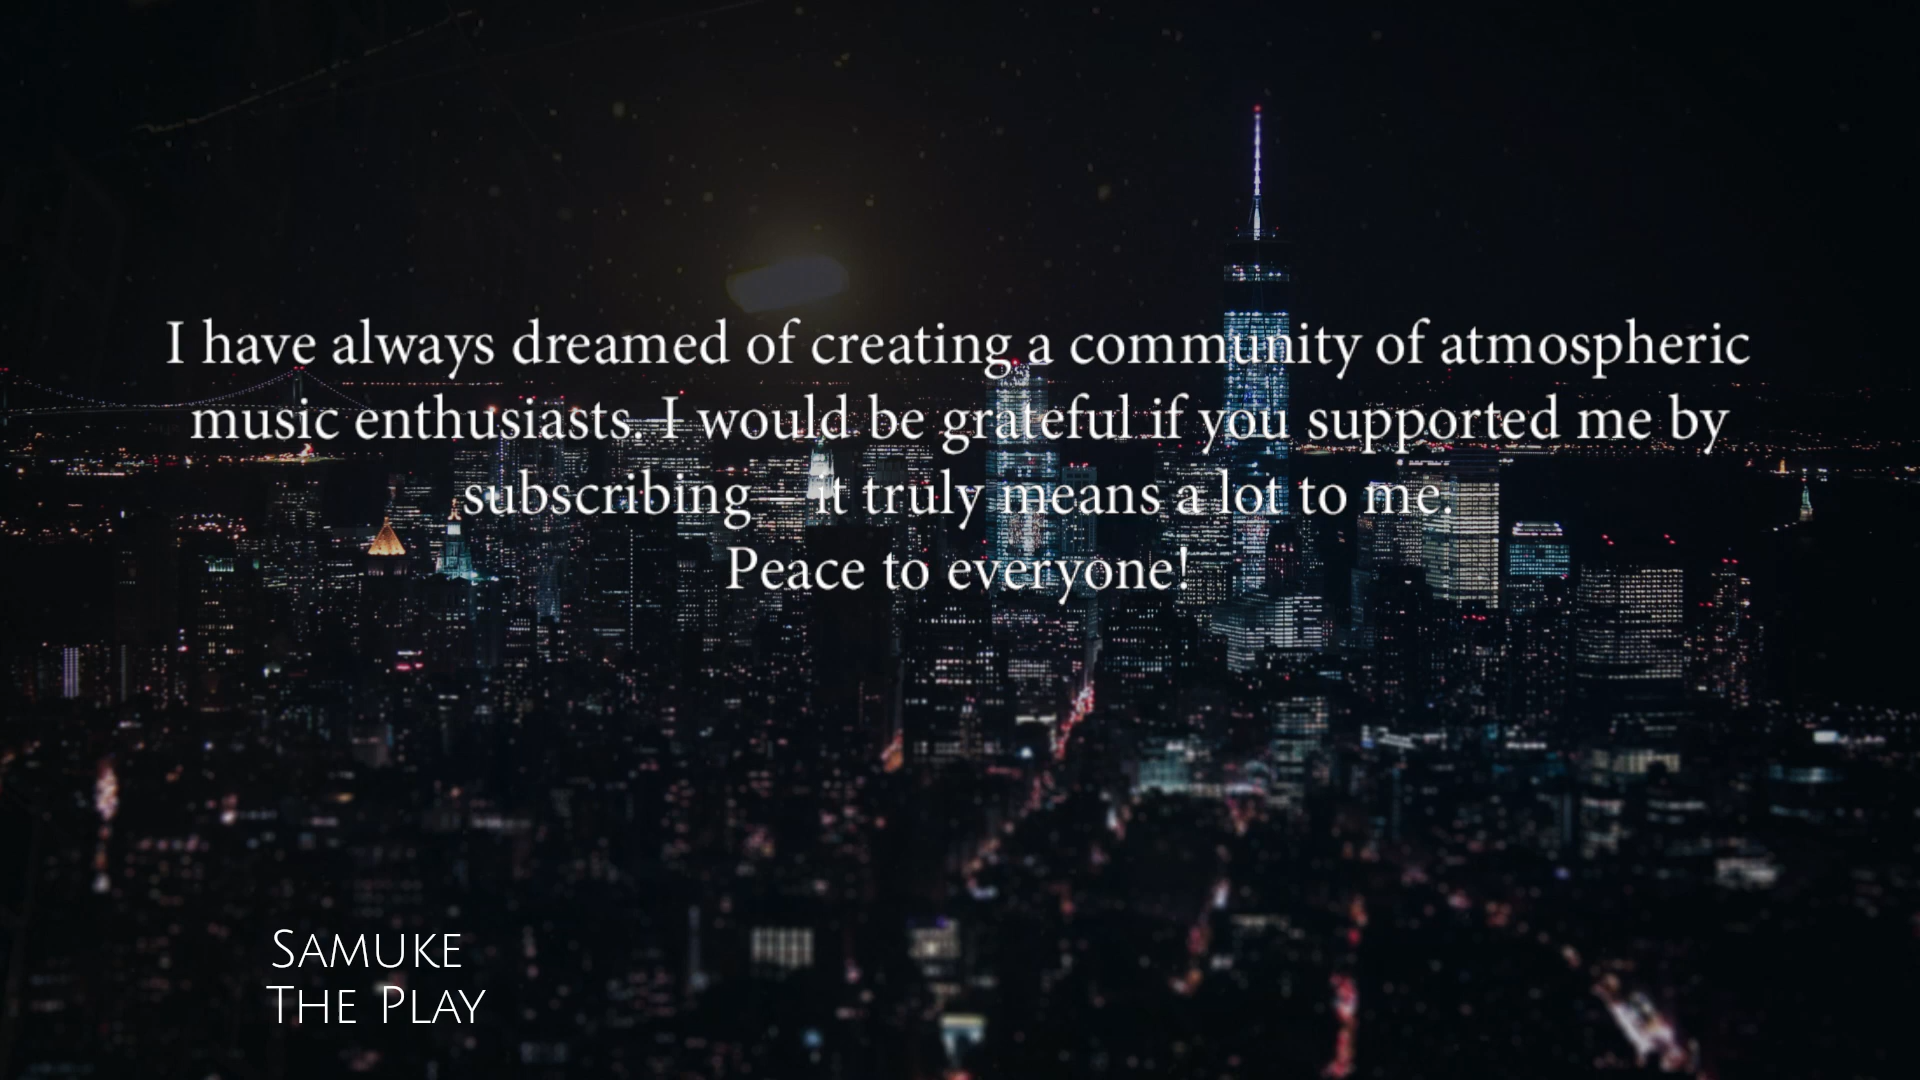 I have always dreamed of creating a community of atmospheric
music enthusiasts. I would be grateful if you supported me by
subscribing — it truly means a lot to me.
Peace to everyone!
SAMUKE
THE PLAY